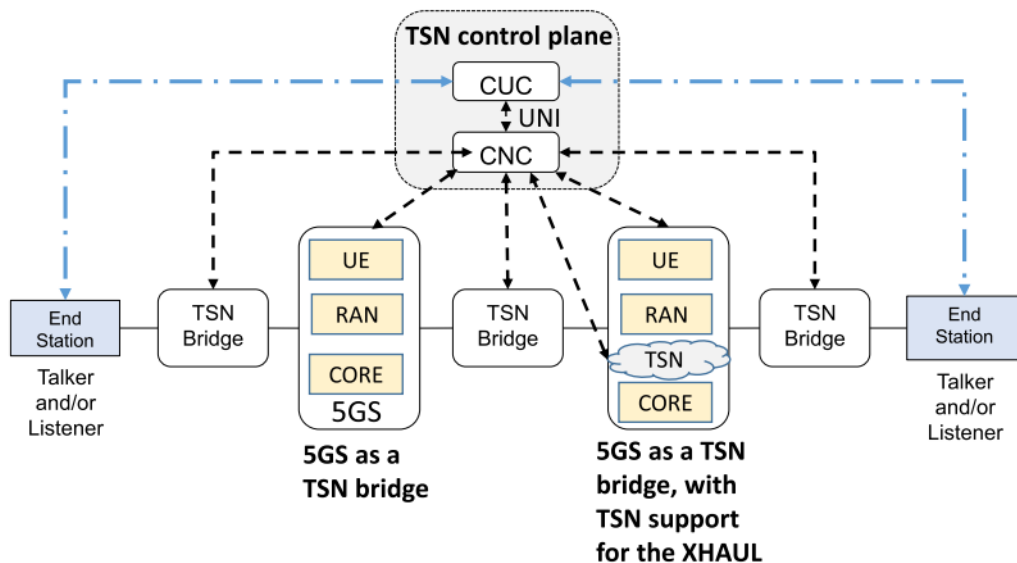 TSN control plane
CUC
UNI
CNC
UE
RAN
CORE
5GS
UE
RAN
TSN
CORE
End
Station
TSN
Bridge
TSN
Bridge
TSN
Bridge
End
Station
Talker
and/or
Listener
Talker
and/or
Listener
5GS as a
TSN bridge
5GS as a TSN
bridge, with
TSN support
for the XHAUL